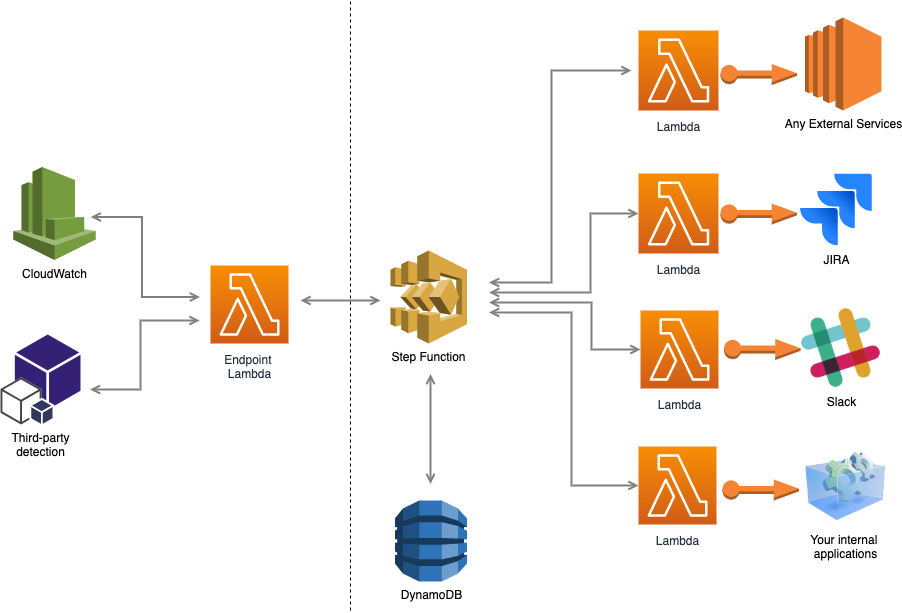 Lambda
Any External Services
Lambda
JIRA
CloudWatch
Endpoint
Lambda
Step Function
Lambda
Slack
Third-party
detection
Lambda
Your internal
applications
DynamoDB